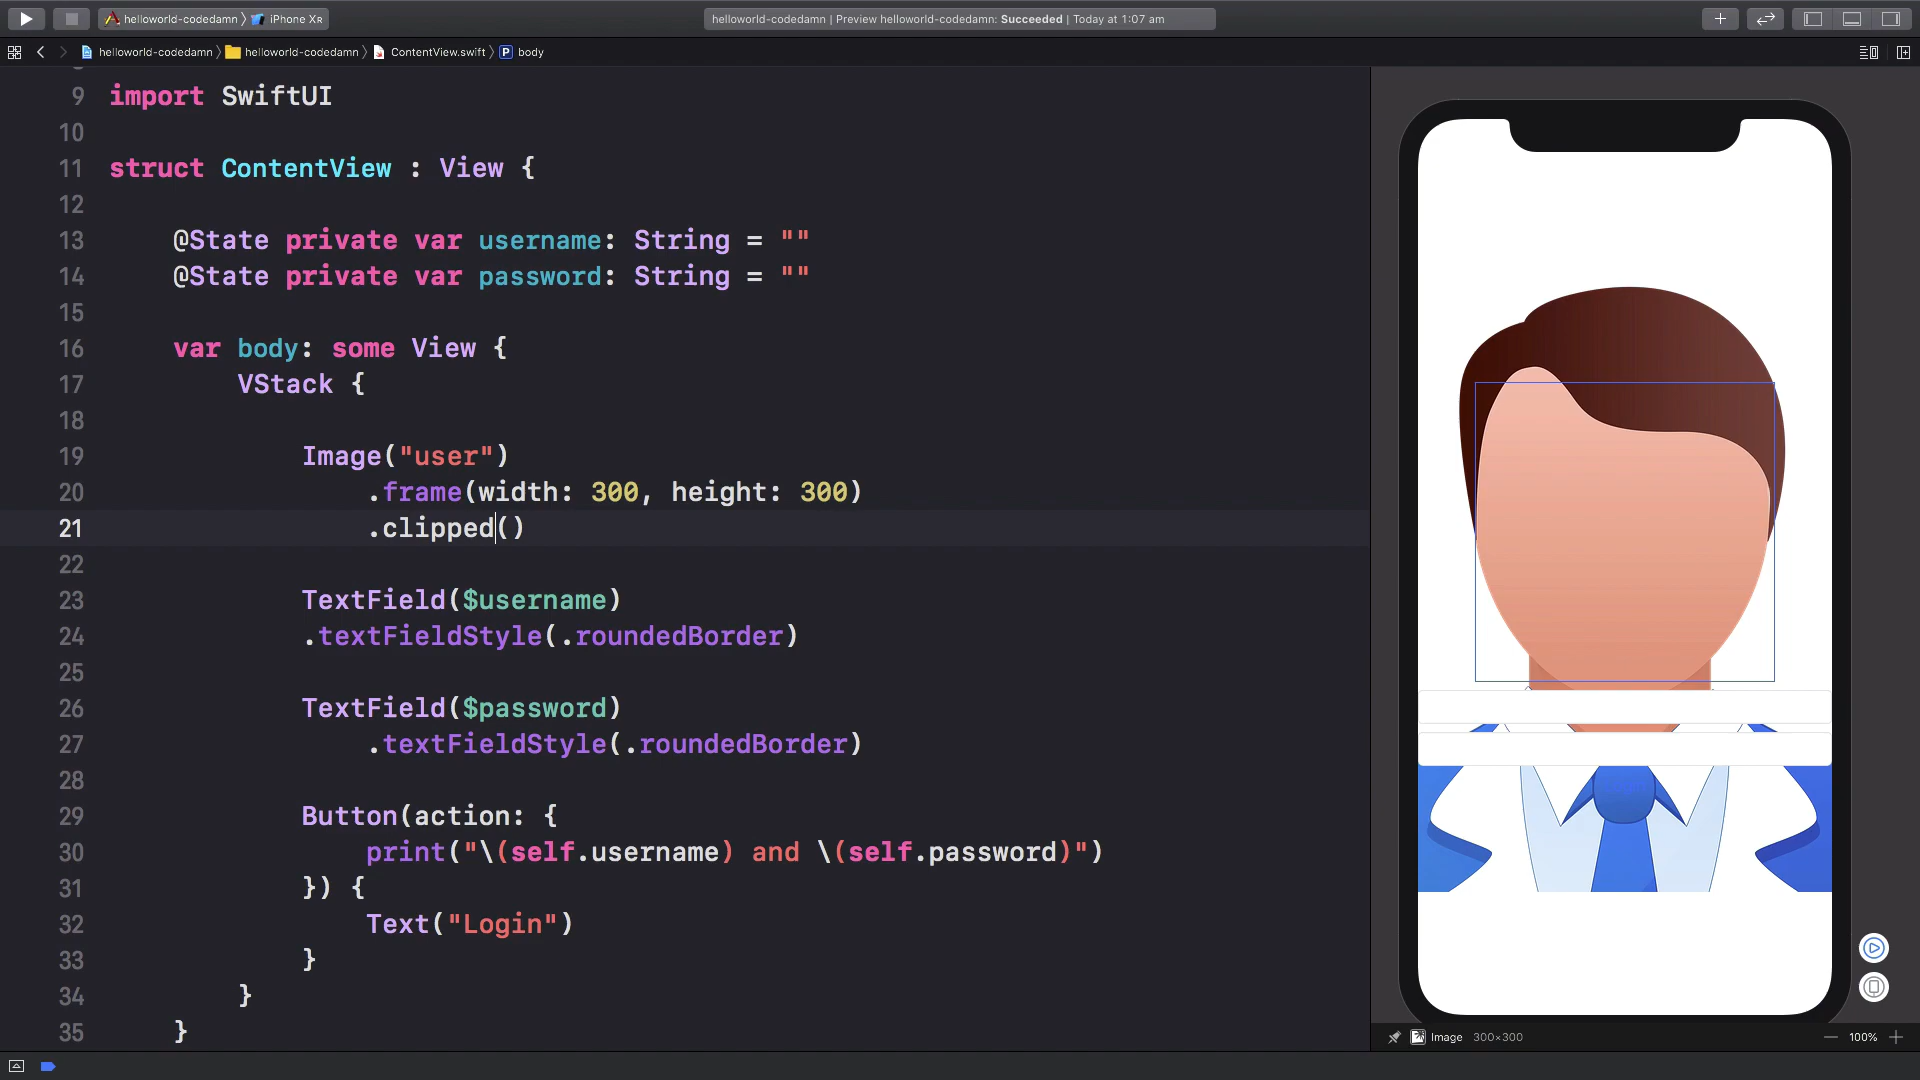 helloworld-codedamn 〉 iPhone XR
helloworld-codedamn | Preview helloworld-codedamn: Succeeded | Today at 1:07 am
helloworld-codedamn 〉 helloworld-codedamn 〉 ContentView.swift 〉 P body
9 import SwiftUI
10
11 struct ContentView : View {
12
13 @State private var username: String = ""
14 @State private var password: String = ""
15
16 var body: some View {
17 VStack {
18
19 Image("user")
20 .frame(width: 300, height: 300)
21 .clipped()
22
23 TextField($username)
24 .textFieldStyle(.roundedBorder)
25
26 TextField($password)
27 .textFieldStyle(.roundedBorder)
28
29 Button(action: {
30 print("\(self.username) and \(self.password)")
31 }) {
32 Text("Login")
33 }
34 }
35 }
Image 300×300
100%